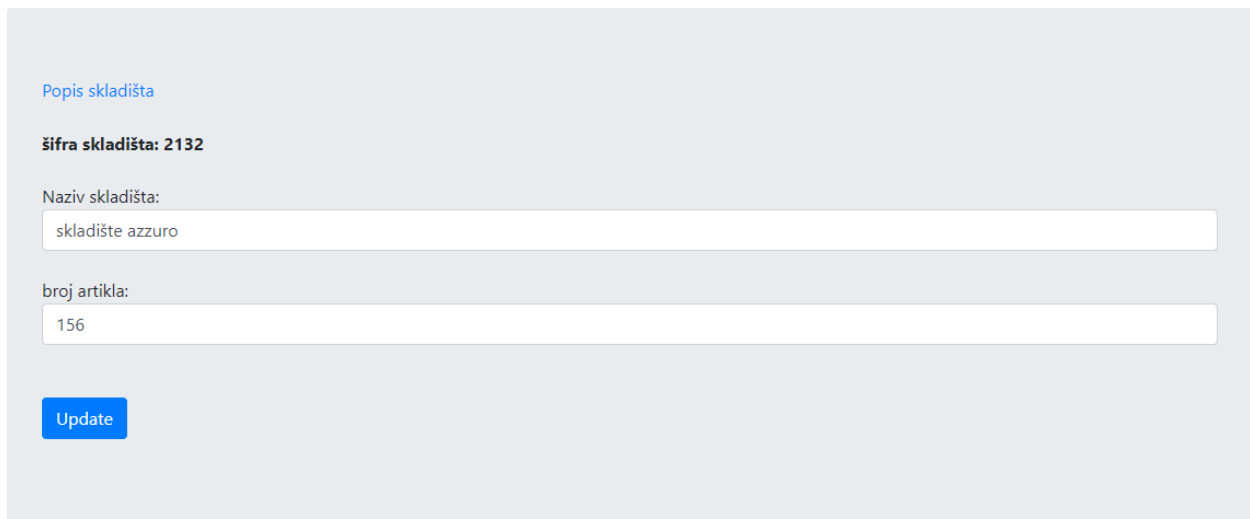 Popis skladišta
šifra skladišta: 2132
Naziv skladišta:
skladište azzuro
broj artikla:
156
Update